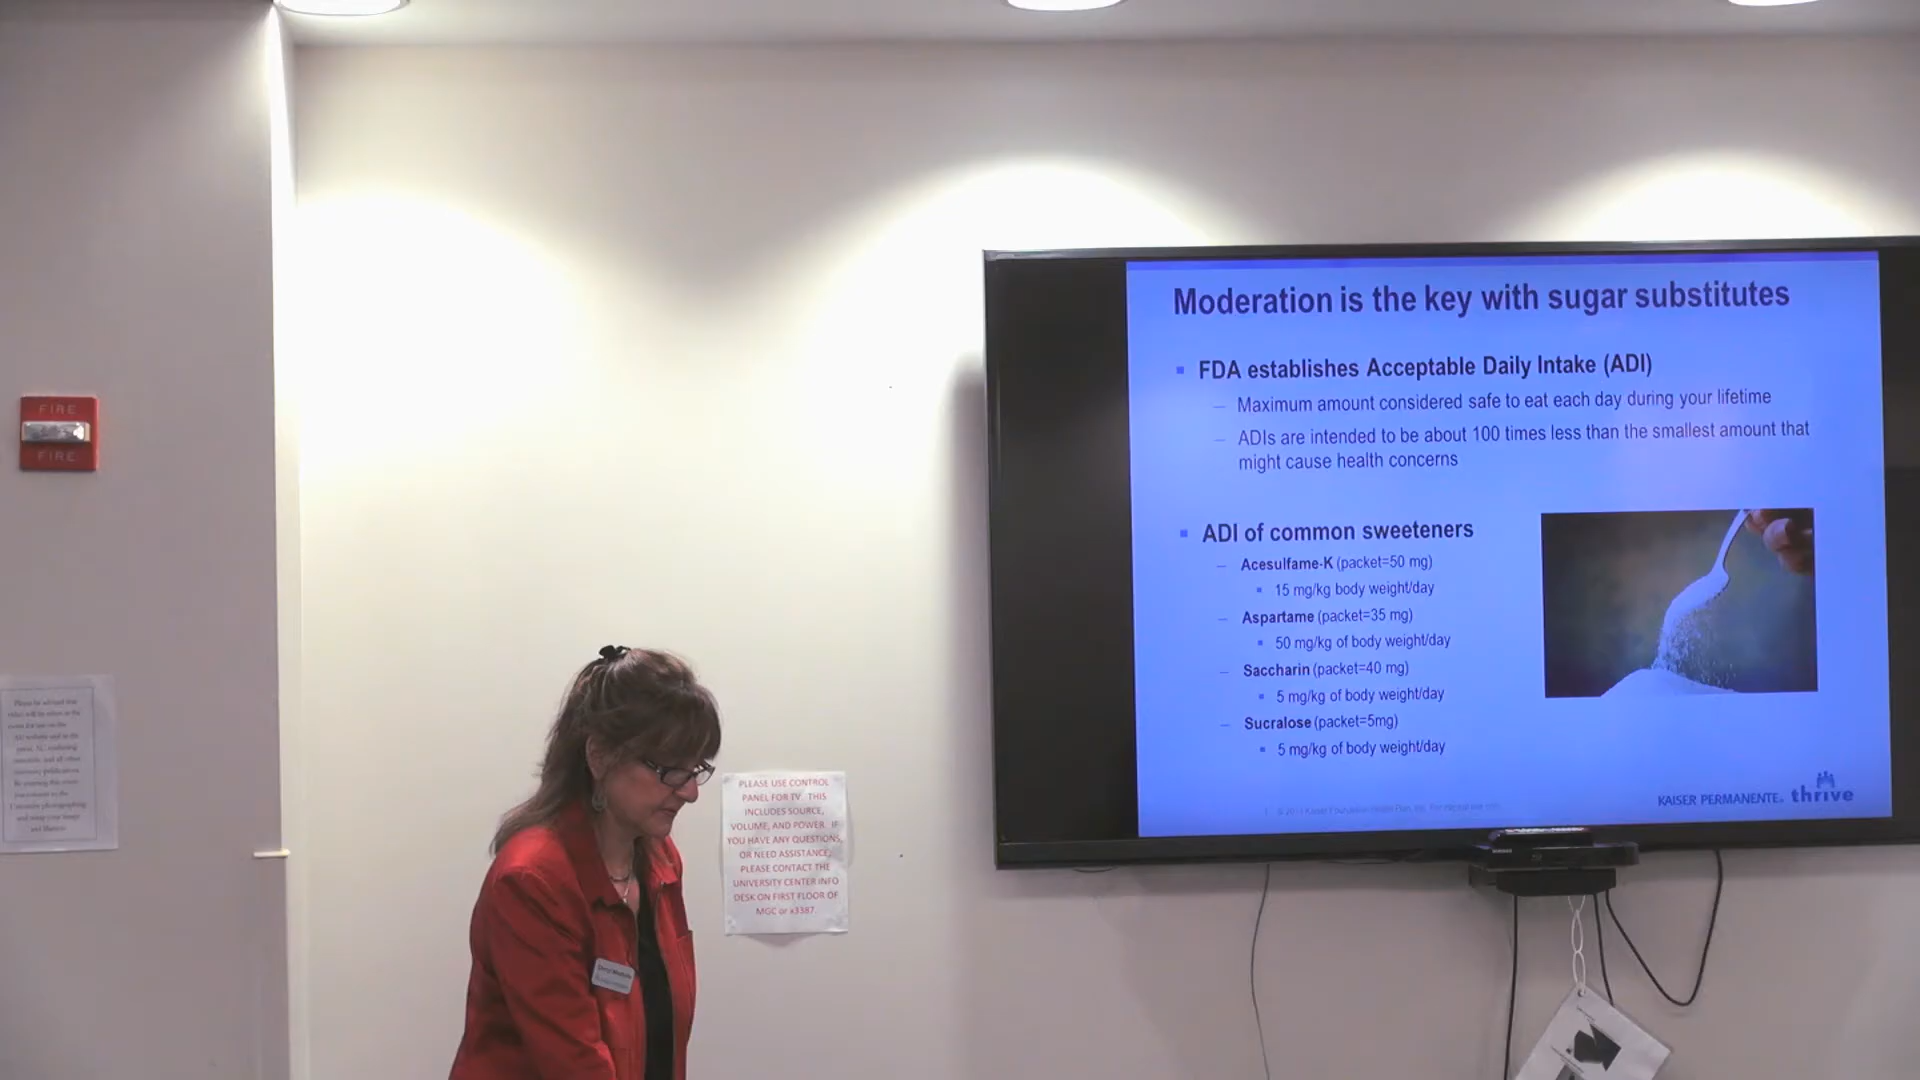 FIRE
FIRE
PLEASE USE CONTROL
PANEL FOR TV. THIS
INCLUDES SOURCE,
VOLUME, AND POWER. IF
YOU HAVE ANY QUESTIONS,
OR NEED ASSISTANCE,
PLEASE CONTACT THE
UNIVERSITY CENTER INFO
DESK ON FIRST FLOOR OF
MGC or x3387.
Moderation is the key with sugar substitutes
FDA establishes Acceptable Daily Intake (ADI)
Maximum amount considered safe to eat each day during your lifetime
ADIs are intended to be about 100 times less than the smallest amount that
might cause health concerns
ADI of common sweeteners
Acesulfame-K (packet=50 mg)
15 mg/kg body weight/day
Aspartame (packet=35 mg)
50 mg/kg of body weight/day
Saccharin (packet=40 mg)
5 mg/kg of body weight/day
Sucralose (packet=5mg)
5 mg/kg of body weight/day
KAISER PERMANENTE. thrive